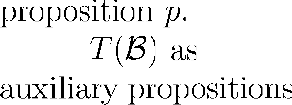 proposition p.
T(ℬ) as
auxiliary propositions